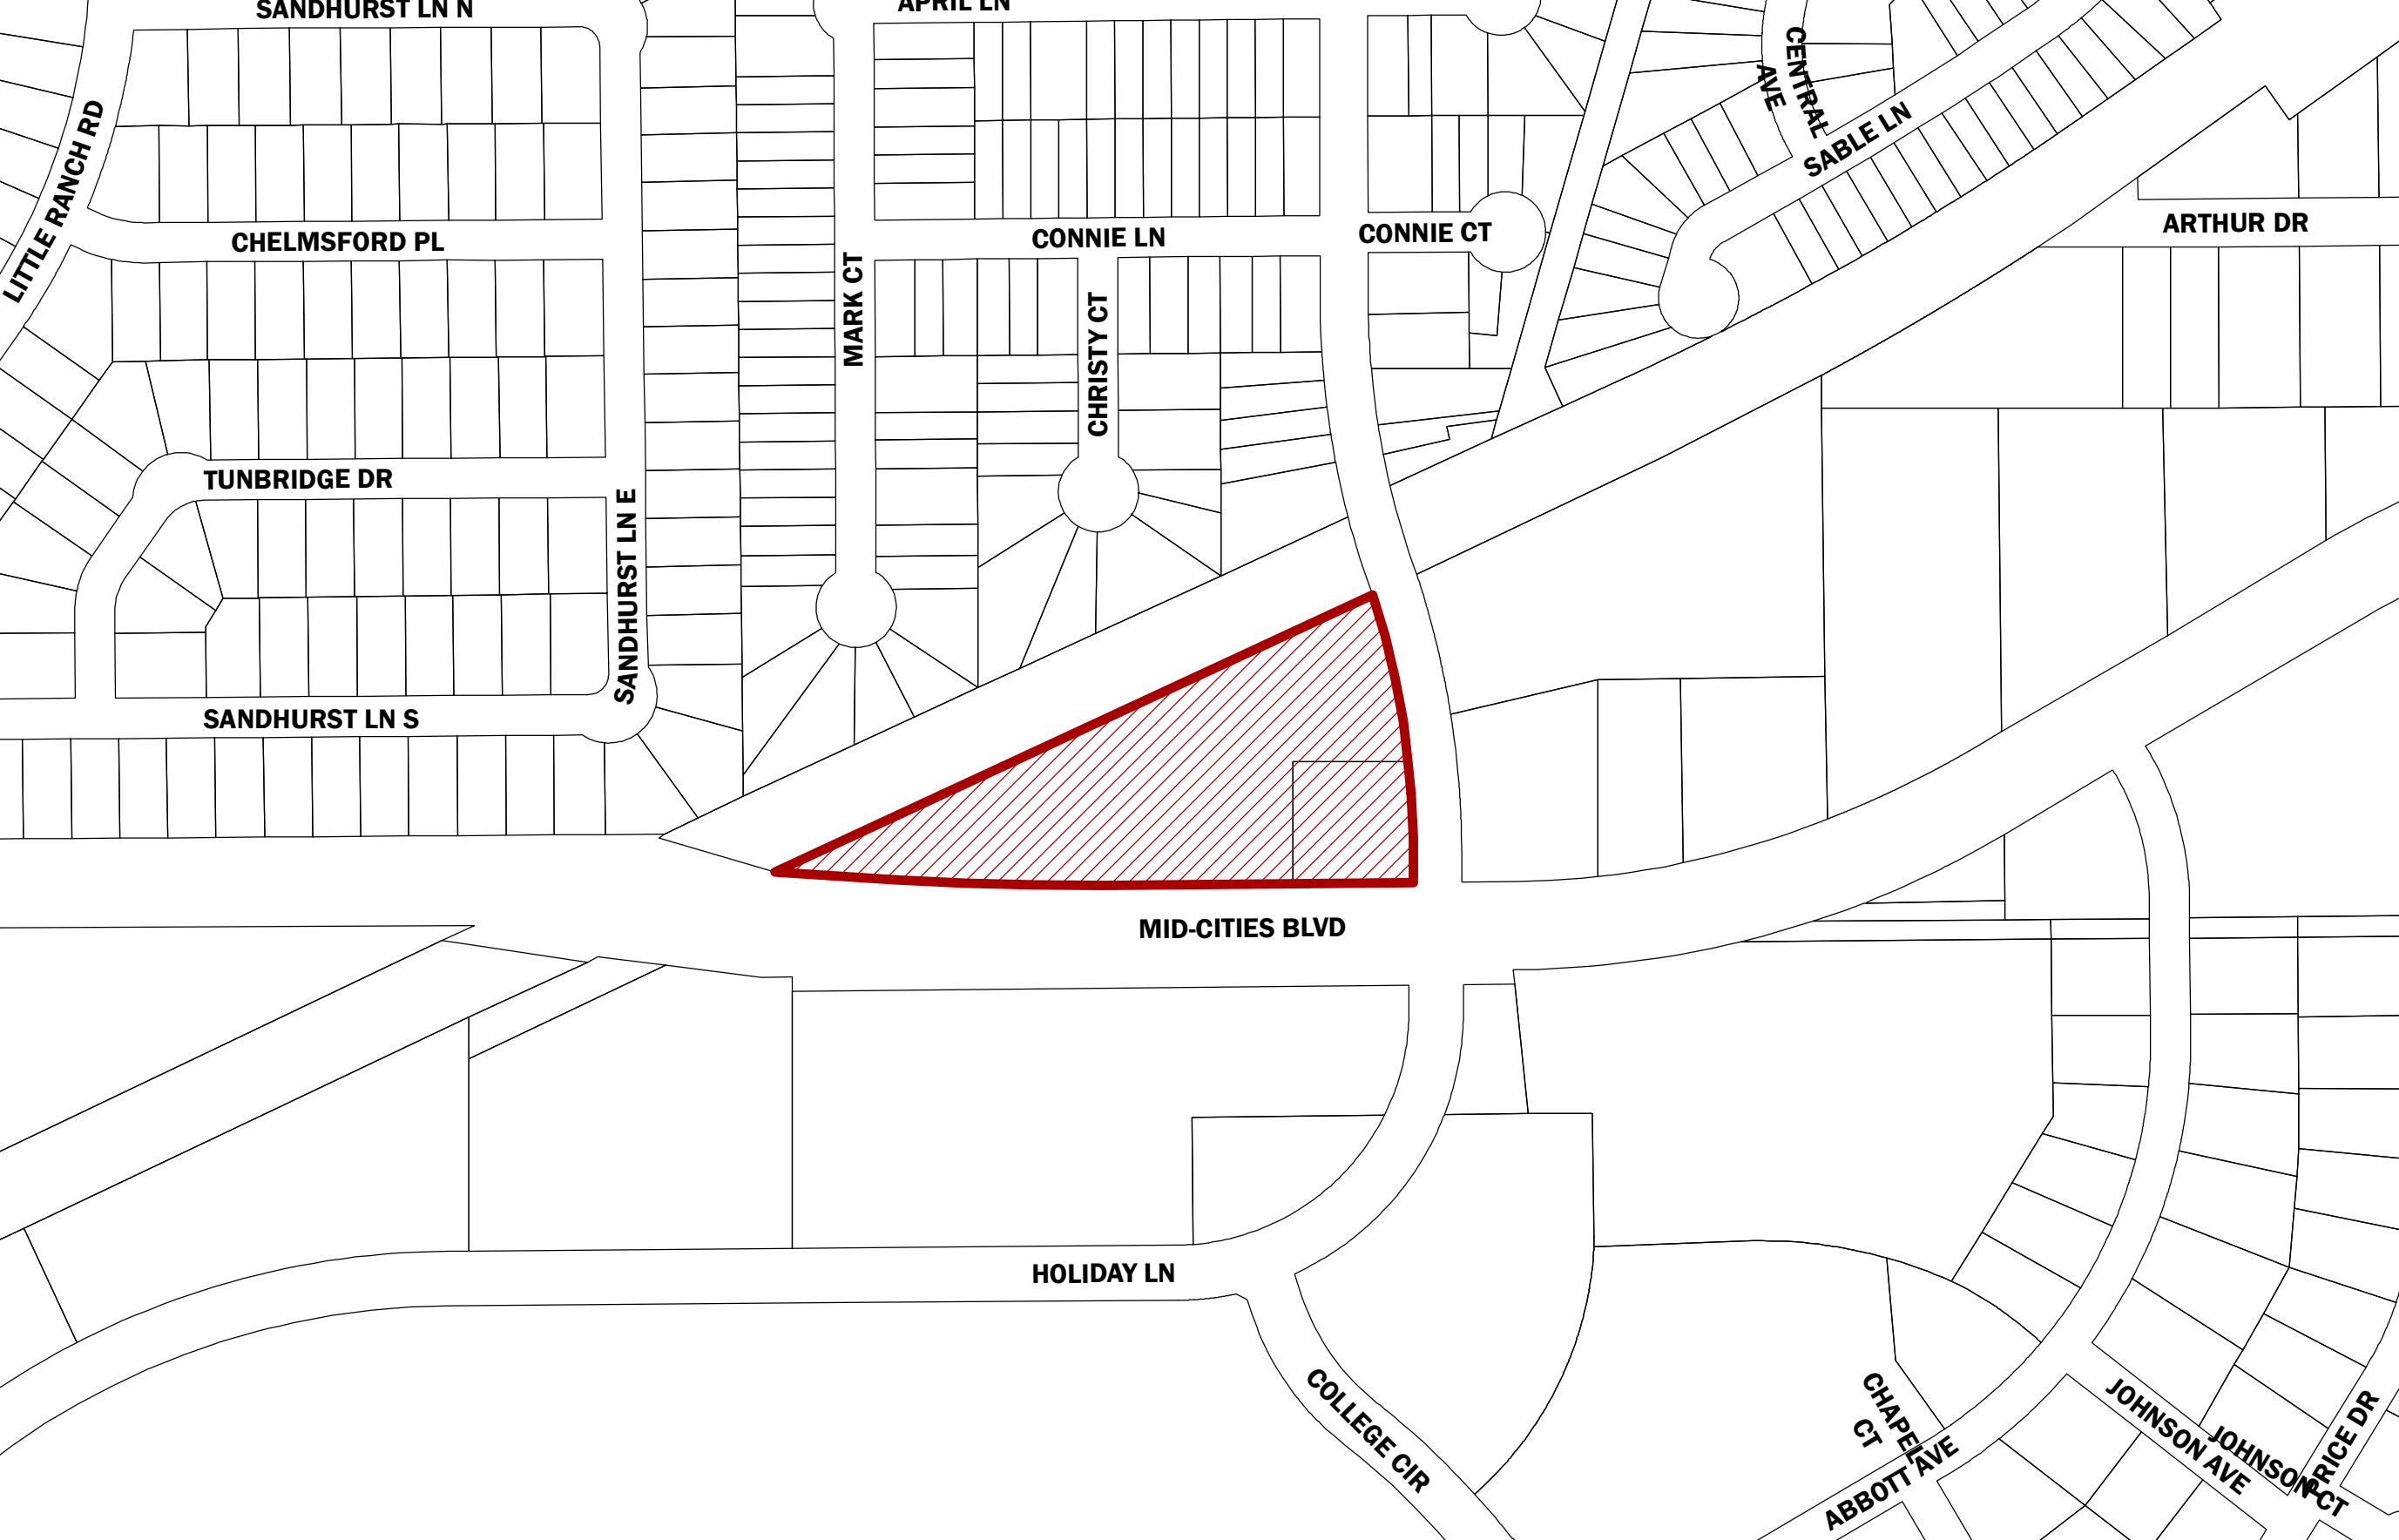 SANDHURST LN N
APRIL LN
CENTRAL
AVE
SABLE LN
LITTLE RANCH RD
CHELMSFORD PL
CONNIE LN
CONNIE CT
ARTHUR DR
MARK CT
CHRISTY CT
TUNBRIDGE DR
SANDHURST LN E
SANDHURST LN S
MID-CITIES BLVD
HOLIDAY LN
COLLEGE CIR
CHAPEL
CT
ABBOTT AVE
JOHNSON AVE
JOHNSON CT
PRICE DR